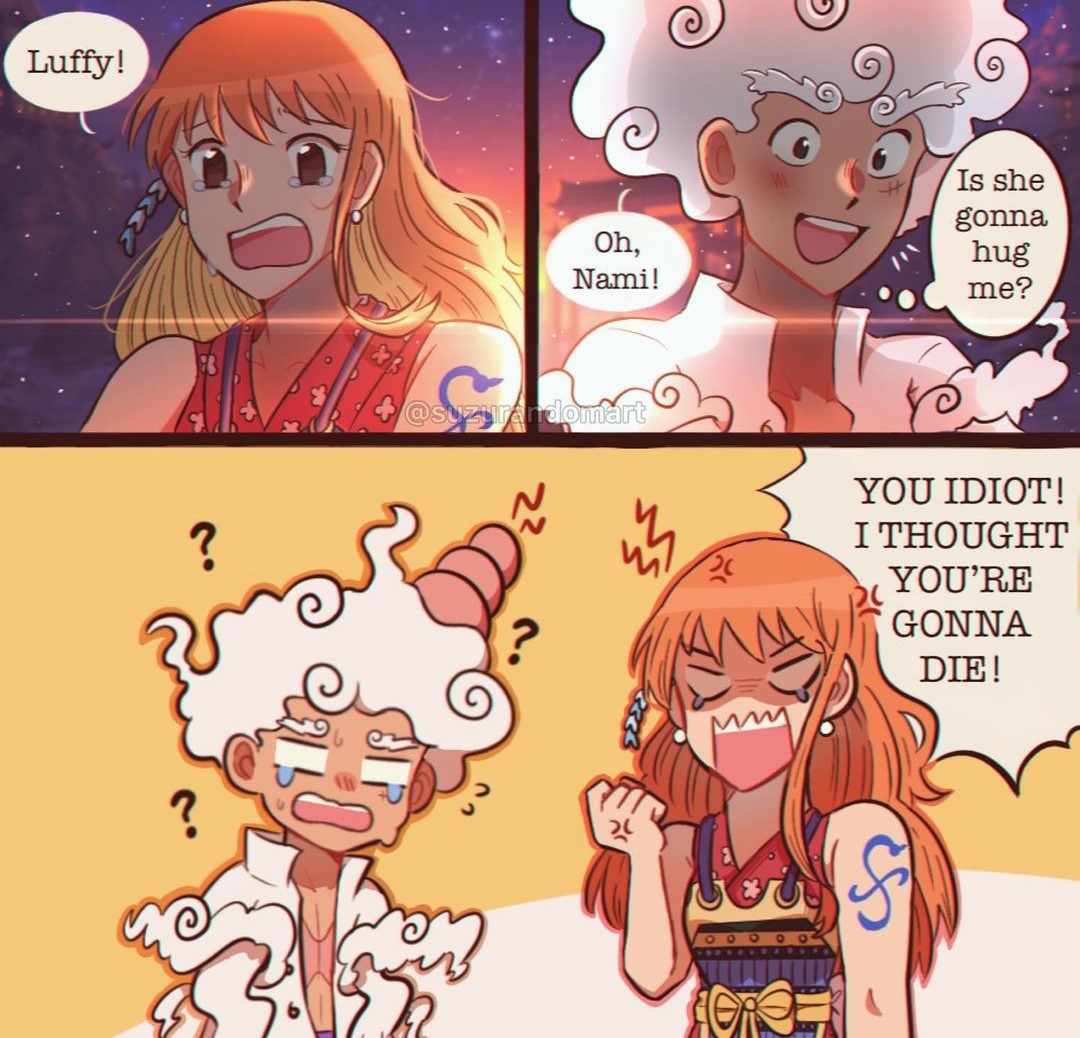 Luffy!
Oh,
Nami!
Is she
gonna
hug
me?
@suzurandomart
?
?
?
YOU IDIOT!
I THOUGHT
YOU'RE
GONNA
DIE!